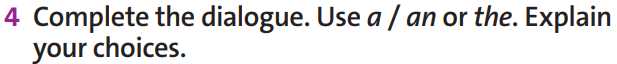 4 Complete the dialogue. Use a / an or the. Explain
your choices.